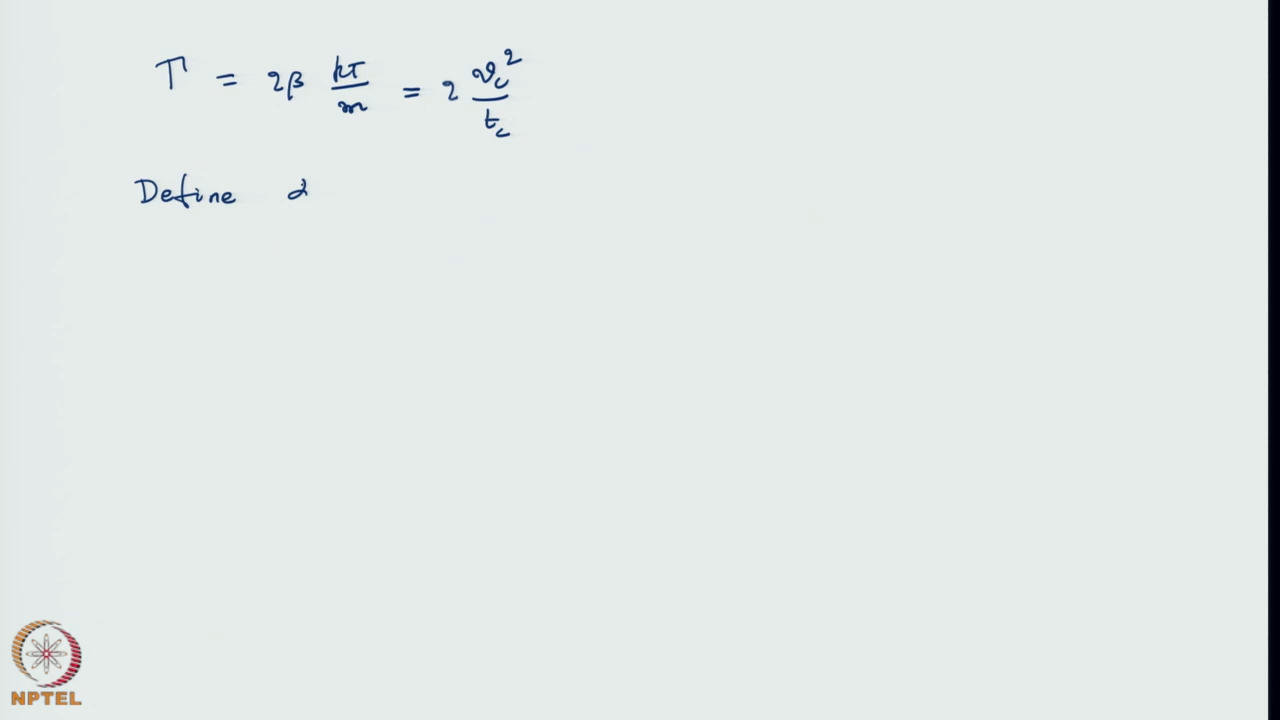 Γ = 2β kT/m = 2 v_c²/t_c
Define
NPTEL